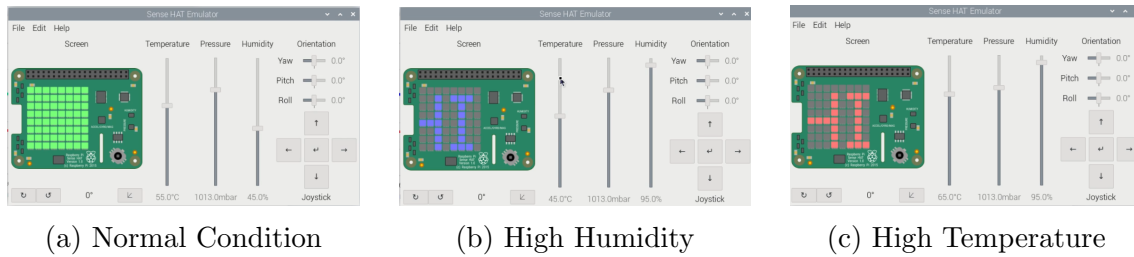 Sense HAT Emulator
File Edit Help
Screen Temperature Pressure Humidity Orientation
Yaw 0.0°
Pitch 0.0°
Roll 0.0°
↑
← ↵ →
↓
↻ ↺ 0° 55.0°C 1013.0mbar 45.0% Joystick
(a) Normal Condition
Sense HAT Emulator
File Edit Help
Screen Temperature Pressure Humidity Orientation
Yaw 0.0°
Pitch 0.0°
Roll 0.0°
↑
← ↵ →
↓
↻ ↺ 0° 45.0°C 1013.0mbar 95.0% Joystick
(b) High Humidity
Sense HAT Emulator
File Edit Help
Screen Temperature Pressure Humidity Orientation
Yaw 0.0°
Pitch 0.0°
Roll 0.0°
↑
← ↵ →
↓
↻ ↺ 0° 65.0°C 1013.0mbar 95.0% Joystick
(c) High Temperature